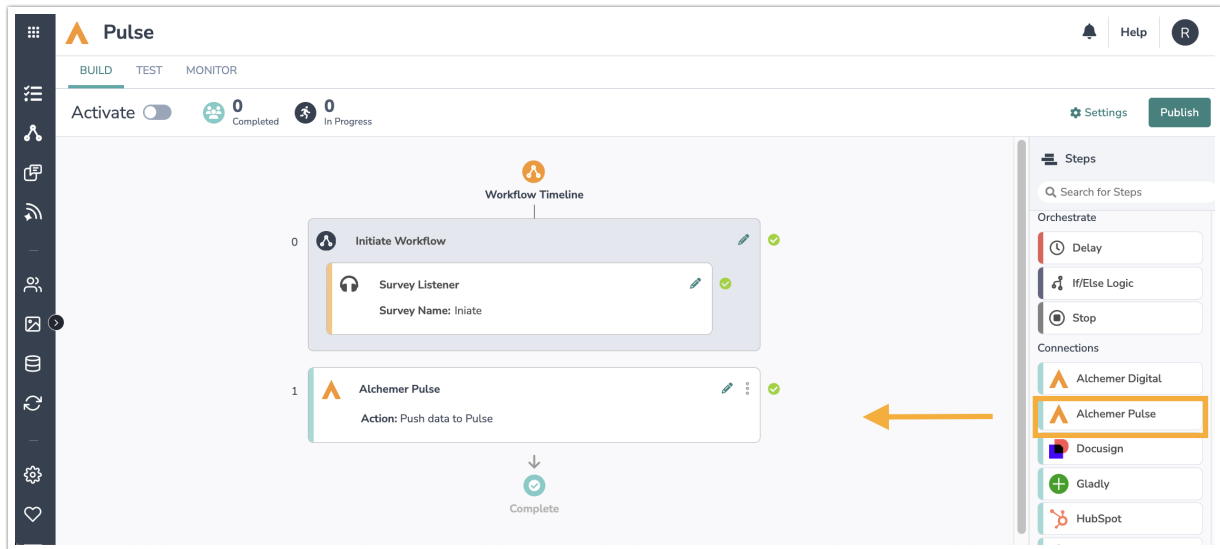 Pulse
Help
R
BUILD TEST MONITOR
Activate
0
Completed
0
In Progress
Settings
Publish
Workflow Timeline
0
Initiate Workflow
Survey Listener
Survey Name: Iniate
1
Alchemer Pulse
Action: Push data to Pulse
Complete
Steps
Search for Steps
Orchestrate
Delay
If/Else Logic
Stop
Connections
Alchemer Digital
Alchemer Pulse
Docusign
Gladly
HubSpot